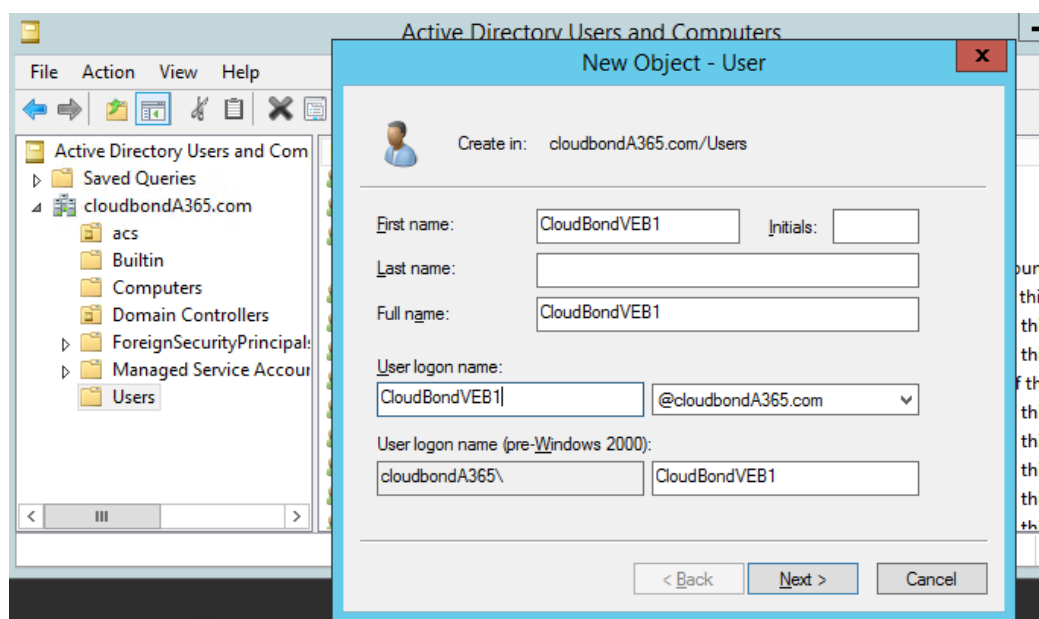 Active Directory Users and Computers
File Action View Help
Active Directory Users and Com
Saved Queries
cloudbondA365.com
acs
Builtin
Computers
Domain Controllers
ForeignSecurityPrincipals
Managed Service Accour
Users
New Object - User
X
Create in: cloudbondA365.com/Users
First name: CloudBondVEB1 Initials:
Last name:
Full name: CloudBondVEB1
User logon name:
CloudBondVEB1 @cloudbondA365.com
User logon name (pre-Windows 2000):
cloudbondA365\ CloudBondVEB1
< Back Next > Cancel